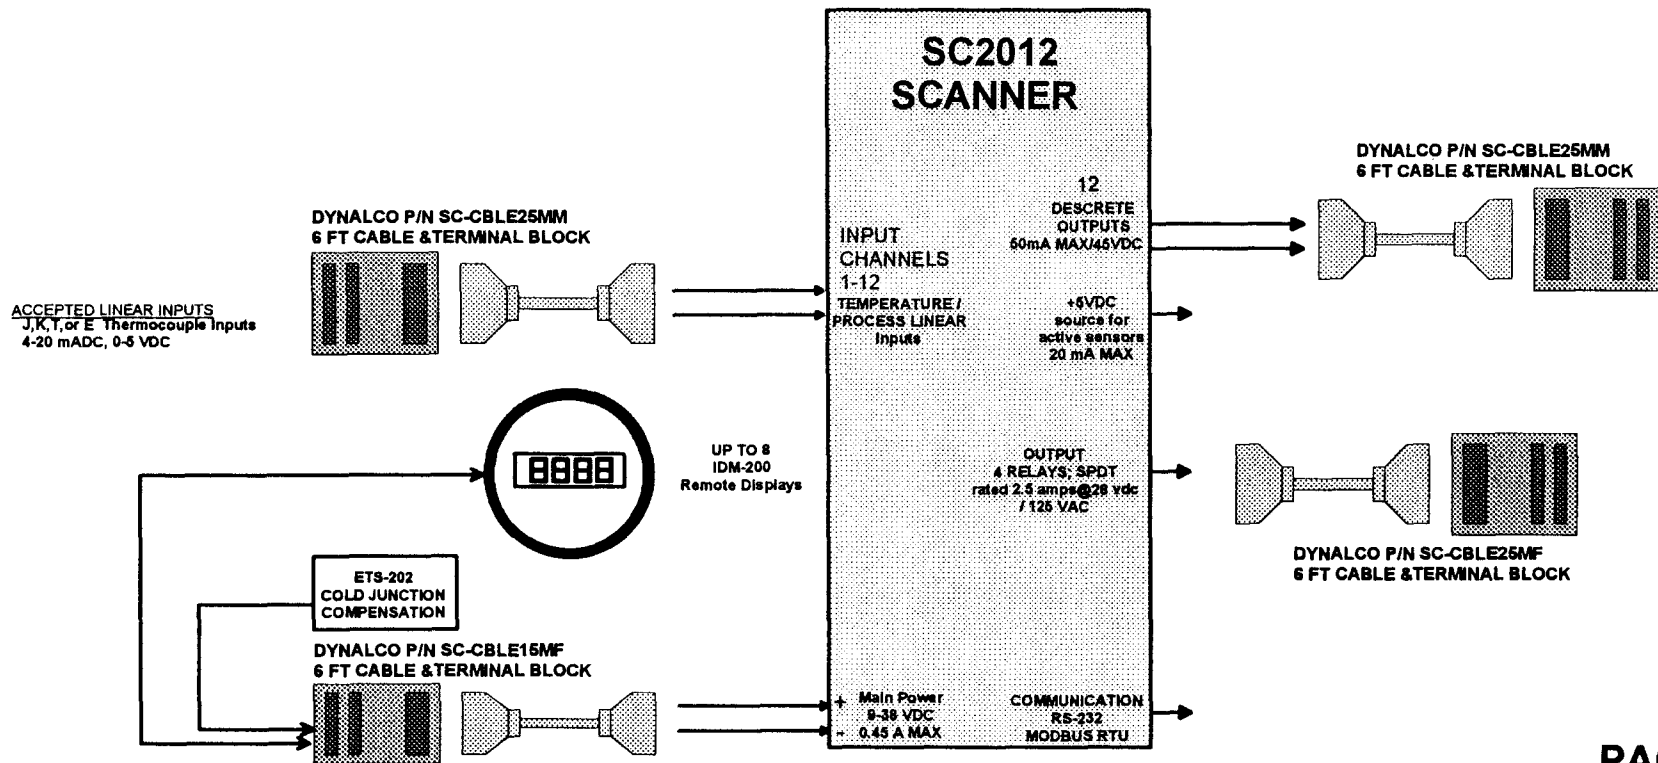 SC2012
SCANNER
DYNALCO P/N SC-CBLE25MM
6 FT CABLE &TERMINAL BLOCK
12
DESCRETE
OUTPUTS
50mA MAX/45VDC
DYNALCO P/N SC-CBLE25MM
6 FT CABLE &TERMINAL BLOCK
INPUT
CHANNELS
1-12
TEMPERATURE /
PROCESS LINEAR
Inputs
ACCEPTED LINEAR INPUTS
J,K,T,or E Thermocouple Inputs
4-20 mADC, 0-5 VDC
+5VDC
source for
active sensors
20 mA MAX
8888
UP TO 8
IDM-200
Remote Displays
OUTPUT
4 RELAYS; SPDT
rated 2.5 amps@28 vdc
/ 125 VAC
DYNALCO P/N SC-CBLE25MF
6 FT CABLE &TERMINAL BLOCK
ETS-202
COLD JUNCTION
COMPENSATION
DYNALCO P/N SC-CBLE15MF
6 FT CABLE &TERMINAL BLOCK
+ Main Power
9-36 VDC
- 0.45 A MAX
COMMUNICATION
RS-232
MODBUS RTU